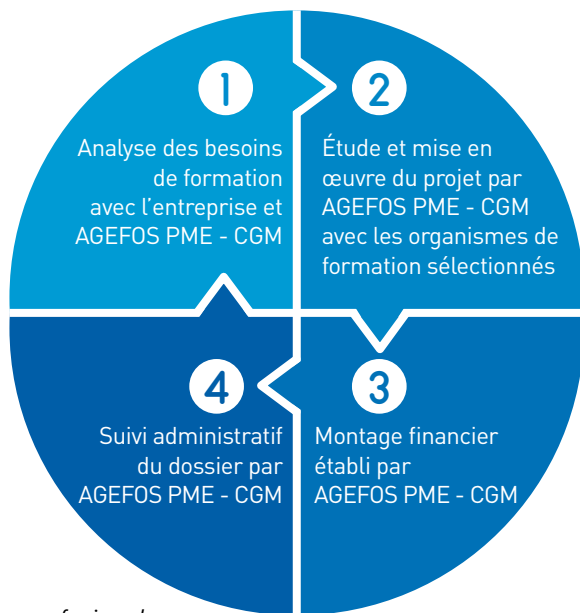 1
Analyse des besoins
de formation
avec l'entreprise et
AGEFOS PME - CGM
2
Étude et mise en
œuvre du projet par
AGEFOS PME - CGM
avec les organismes de
formation sélectionnés
3
Montage financier
établi par
AGEFOS PME - CGM
4
Suivi administratif
du dossier par
AGEFOS PME - CGM